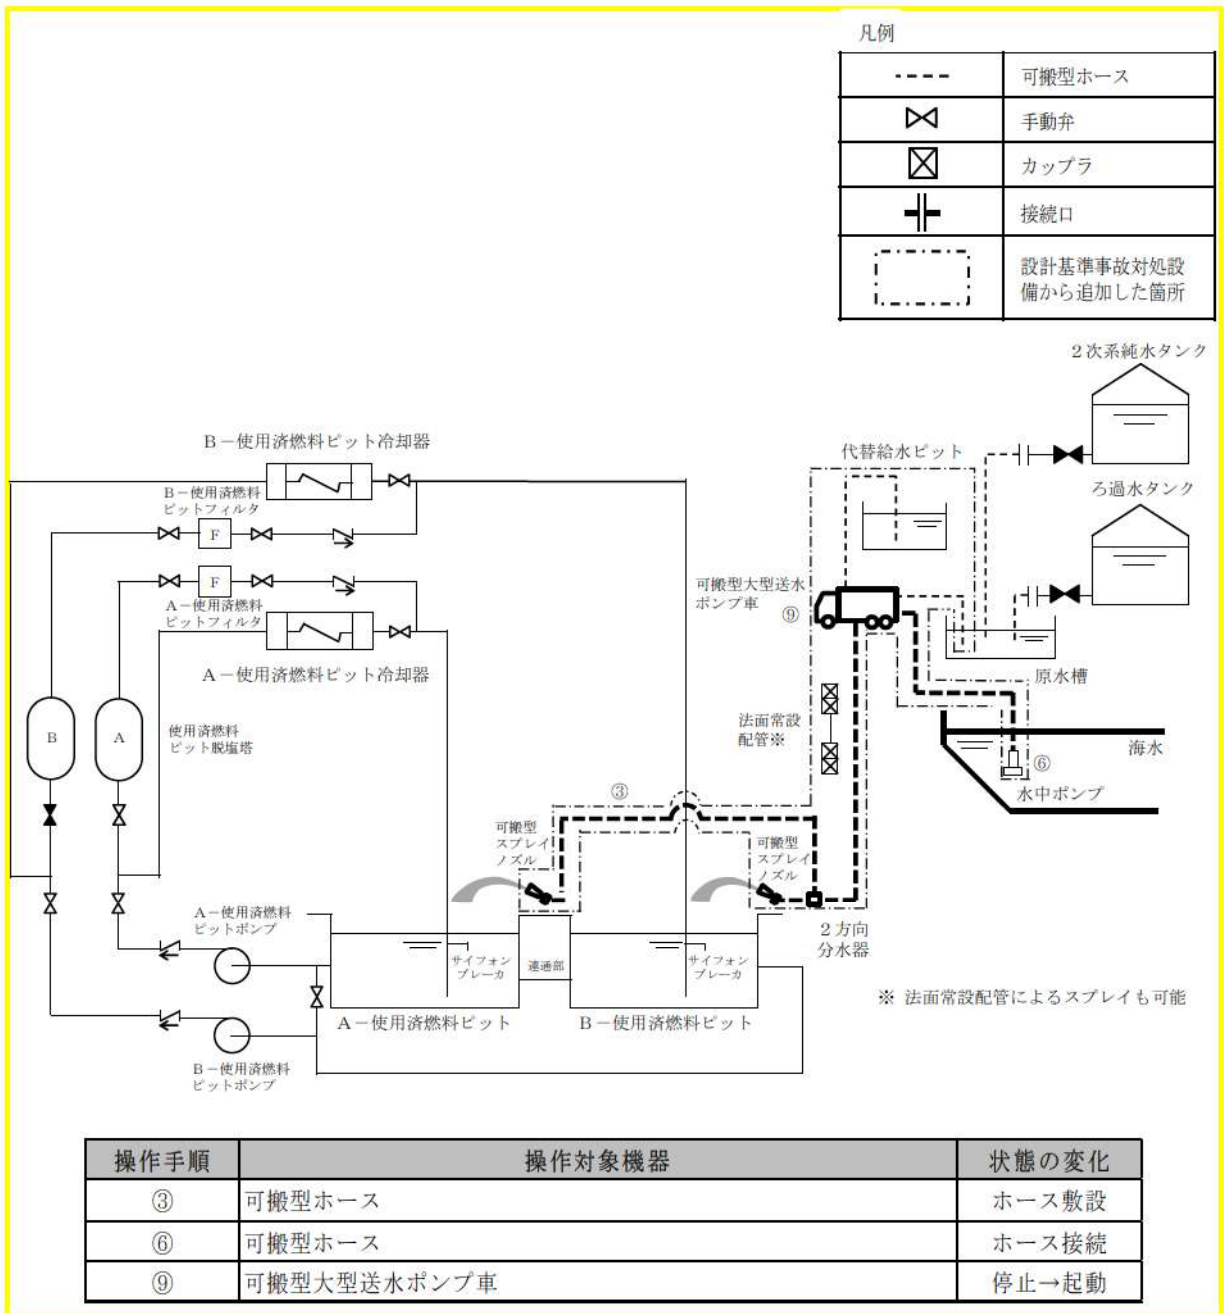 凡例
可搬型ホース
手動弁
カップラ
接続口
設計基準事故対処設
備から追加した箇所
2次系純水タンク
B-使用済燃料ピット冷却器
代替給水ピット
B-使用済燃料
ピットフィルタ
ろ過水タンク
F
F
A-使用済燃料
ピットフィルタ
可搬型大型送水
ポンプ車
⑨
A-使用済燃料ピット冷却器
原水槽
B
A
使用済燃料
ピット脱塩塔
法面常設
配管※
海水
⑥
水中ポンプ
③
可搬型
スプレイ
ノズル
可搬型
スプレイ
ノズル
A-使用済燃料
ピットポンプ
2方向
分水器
サイフォン
ブレーカ
連通部
サイフォン
ブレーカ
※ 法面常設配管によるスプレイも可能
A-使用済燃料ピット
B-使用済燃料ピット
B-使用済燃料
ピットポンプ
操作手順 操作対象機器 状態の変化
③ 可搬型ホース ホース敷設
⑥ 可搬型ホース ホース接続
⑨ 可搬型大型送水ポンプ車 停止→起動